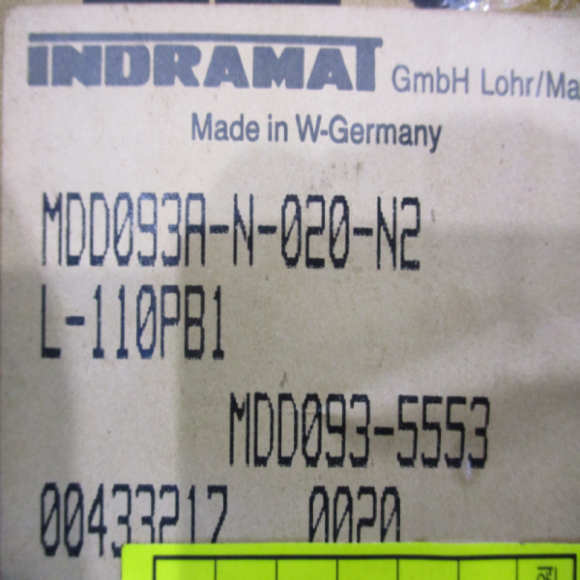 INDRAMAT GmbH Lohr/Ma
Made in W-Germany
MDD093A-N-020-N2
L-110PB1
MDD093-5553
00433217 0020